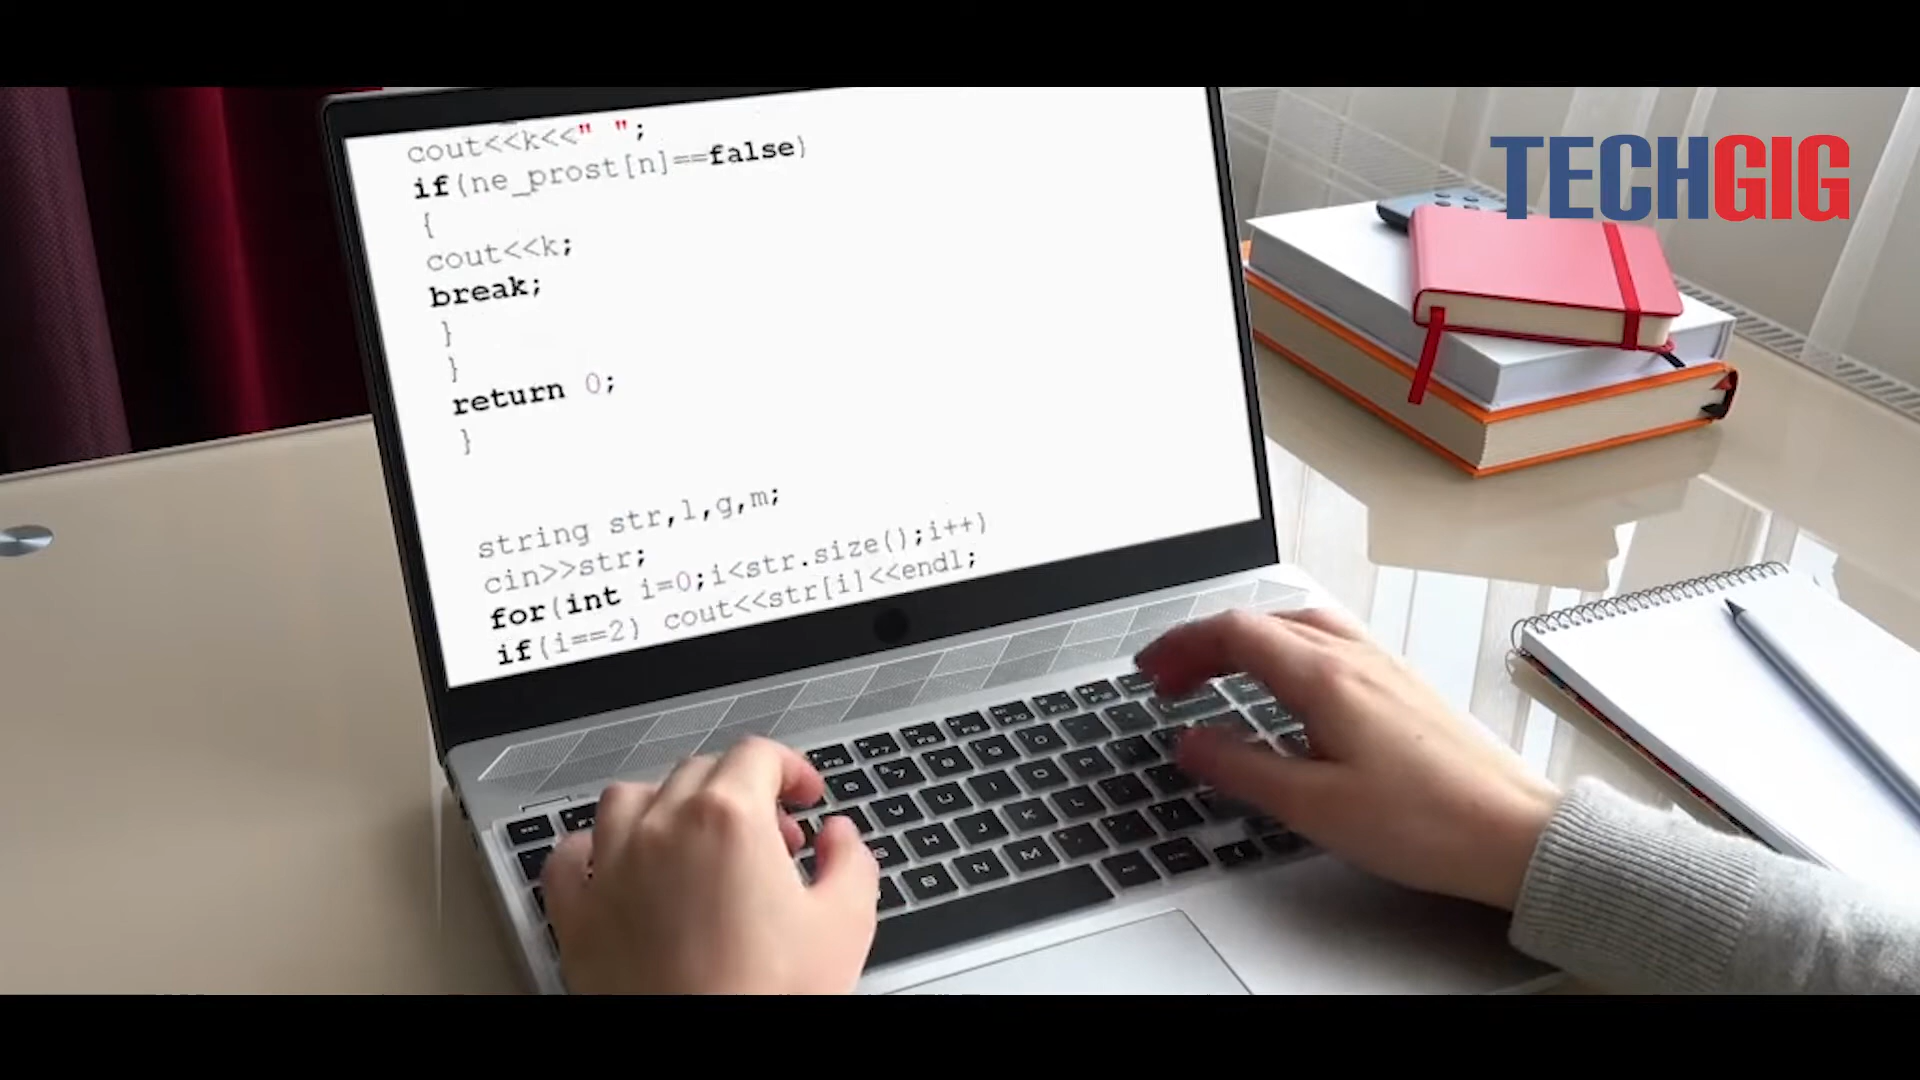 TECHGIG
cout<<k<<" ";
if(ne_prost[n]==false)
{
cout<<k;
break;
}
}
return 0;
}
string str,l,g,m;
cin>>str;
for(int i=0;i<str.size();i++)
if(i==2) cout<<str[i]<<endl;